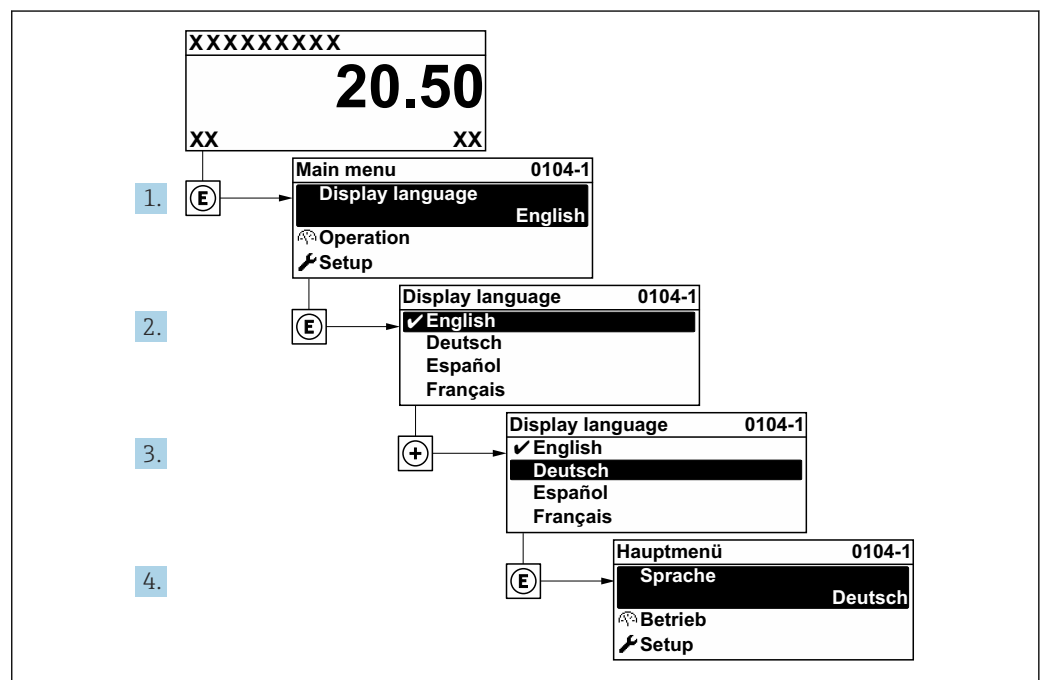 XXXXXXXXX
20.50
XX XX
1.
E
Main menu 0104-1
Display language
English
Operation
Setup
2.
E
Display language 0104-1
✔English
Deutsch
Español
Français
3.
+
Display language 0104-1
✔English
Deutsch
Español
Français
4.
E
Hauptmenü 0104-1
Sprache
Deutsch
Betrieb
Setup